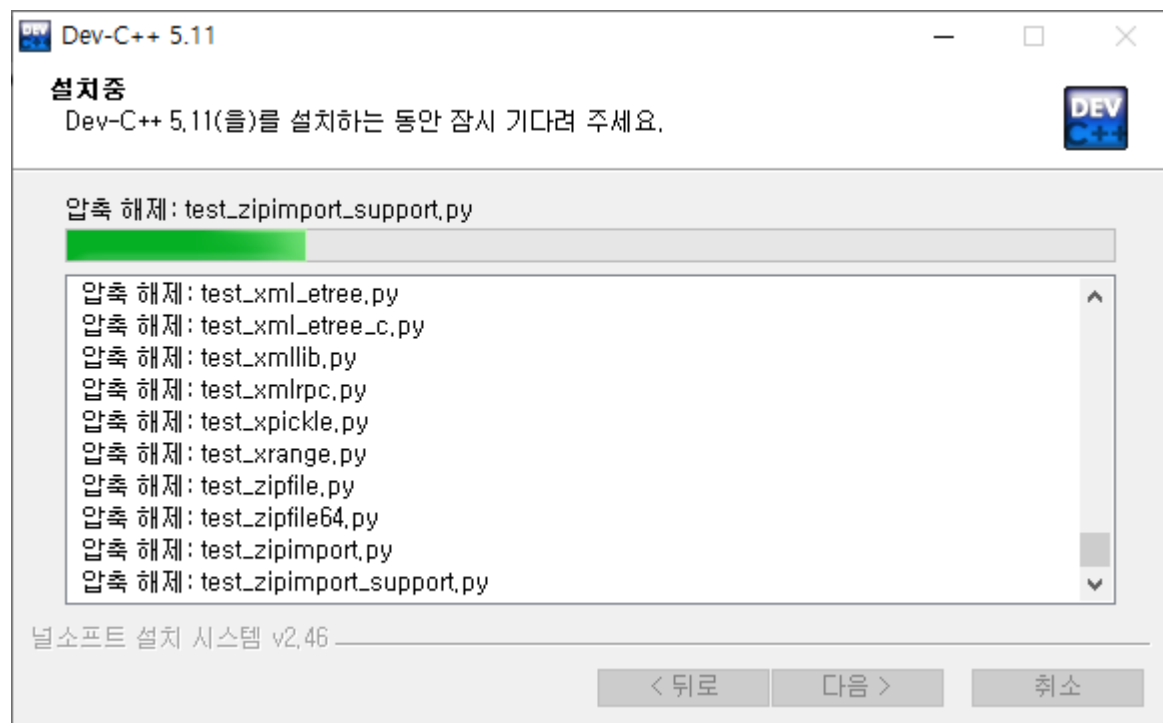 Dev-C++ 5.11
설치중
Dev-C++ 5.11(을)를 설치하는 동안 잠시 기다려 주세요.
DEV
C++
압축 해제: test_zipimport_support.py
압축 해제: test_xml_etree.py
압축 해제: test_xml_etree_c.py
압축 해제: test_xmllib.py
압축 해제: test_xmlrpc.py
압축 해제: test_xpickle.py
압축 해제: test_xrange.py
압축 해제: test_zipfile.py
압축 해제: test_zipfile64.py
압축 해제: test_zipimport.py
압축 해제: test_zipimport_support.py
널소프트 설치 시스템 v2.46
< 뒤로 다음 > 취소